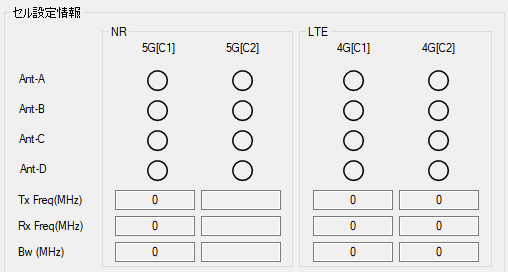 セル設定情報
NR
LTE
5G[C1] 5G[C2] 4G[C1] 4G[C2]
Ant-A
Ant-B
Ant-C
Ant-D
Tx Freq(MHz) 0 0 0
Rx Freq(MHz) 0 0 0
Bw (MHz) 0 0 0